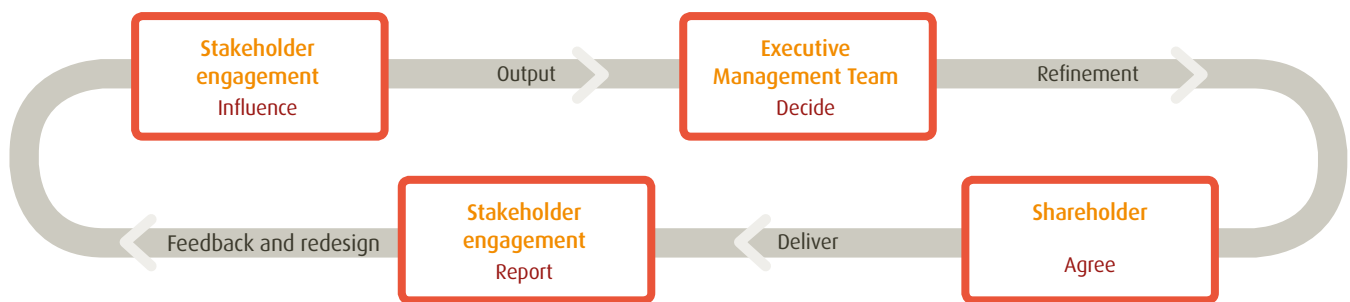 Stakeholder
engagement
Influence
Output
Executive
Management Team
Decide
Refinement
Shareholder
Agree
Deliver
Stakeholder
engagement
Report
Feedback and redesign